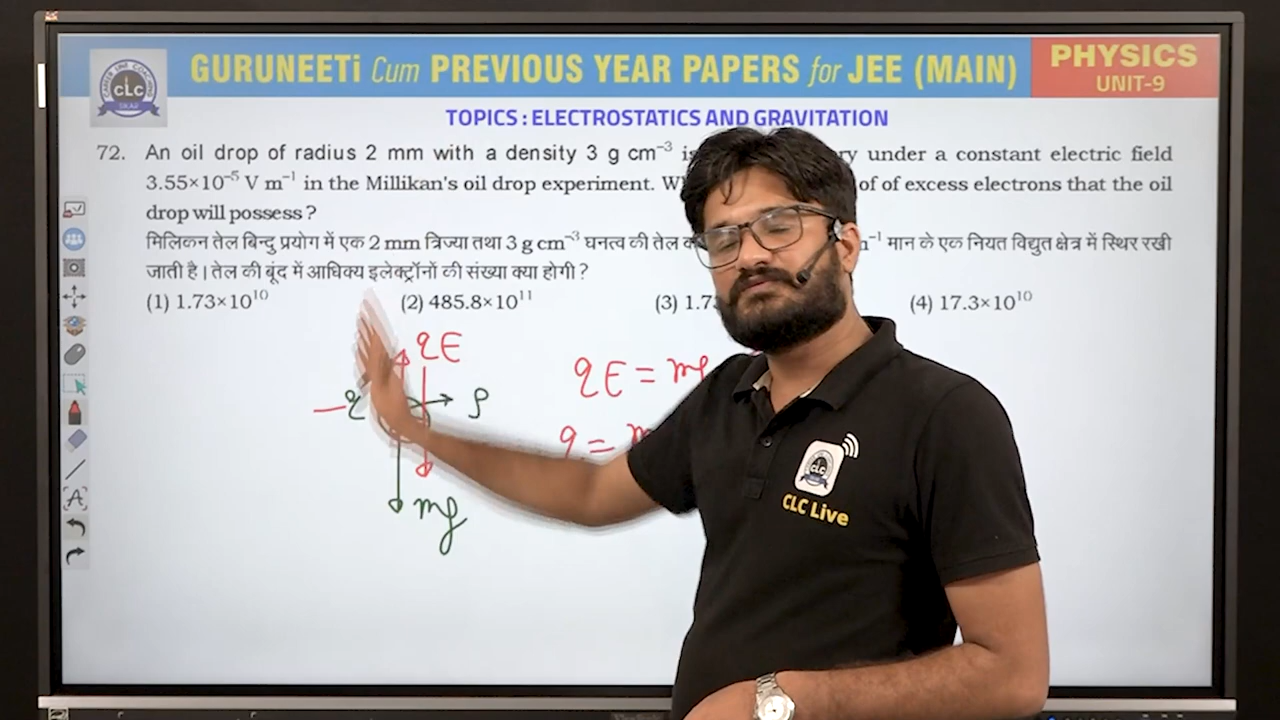 GURUNEETi Cum PREVIOUS YEAR PAPERS for JEE (MAIN)
PHYSICS
UNIT-9
CLC
TOPICS : ELECTROSTATICS AND GRAVITATION
72. An oil drop of radius 2 mm with a density 3 g cm⁻³ is under a constant electric field
3.55×10⁻⁵ V m⁻¹ in the Millikan's oil drop experiment. of of excess electrons that the oil
drop will possess ?
मिलिकन तेल बिन्दु प्रयोग में एक 2 mm त्रिज्या तथा 3 g cm⁻³ घनत्व की तेल मान के एक नियत विद्युत क्षेत्र में स्थिर रखी
जाती है। तेल की बूंद में आधिक्य इलेक्ट्रॉनों की संख्या क्या होगी ?
(1) 1.73×10¹⁰ (2) 485.8×10¹¹ (3) (4) 17.3×10¹⁰
qE
qE =
-q ρ
q =
mg
CLC
CLC Live